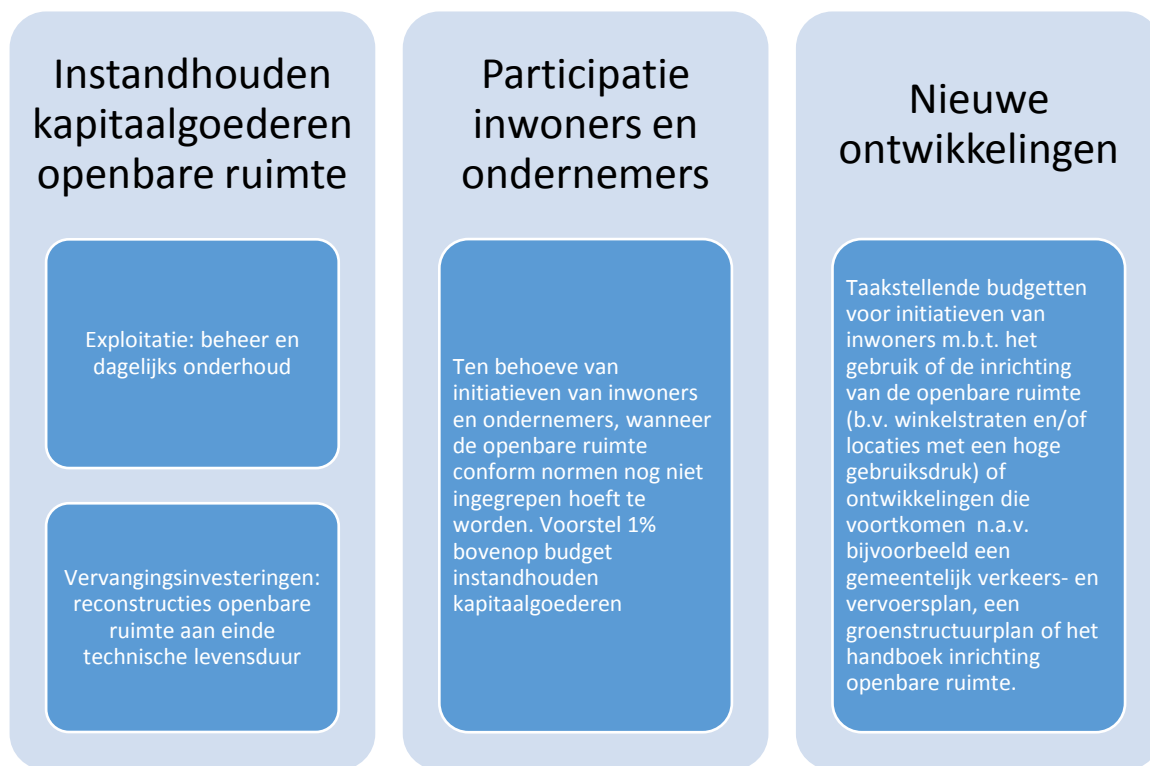 Instandhouden
kapitaalgoederen
openbare ruimte
Exploitatie: beheer en
dagelijks onderhoud
Vervangingsinvesteringen:
reconstructies openbare
ruimte aan einde
technische levensduur
Participatie
inwoners en
ondernemers
Ten behoeve van
initiatieven van inwoners
en ondernemers, wanneer
de openbare ruimte
conform normen nog niet
ingegrepen hoeft te
worden. Voorstel 1%
bovenop budget
instandhouden
kapitaalgoederen
Nieuwe
ontwikkelingen
Taakstellende budgetten
voor initiatieven van
inwoners m.b.t. het
gebruik of de inrichting
van de openbare ruimte
(b.v. winkelstraten en/of
locaties met een hoge
gebruiksdruk) of
ontwikkelingen die
voortkomen n.a.v.
bijvoorbeeld een
gemeentelijk verkeers- en
vervoersplan, een
groenstructuurplan of het
handboek inrichting
openbare ruimte.